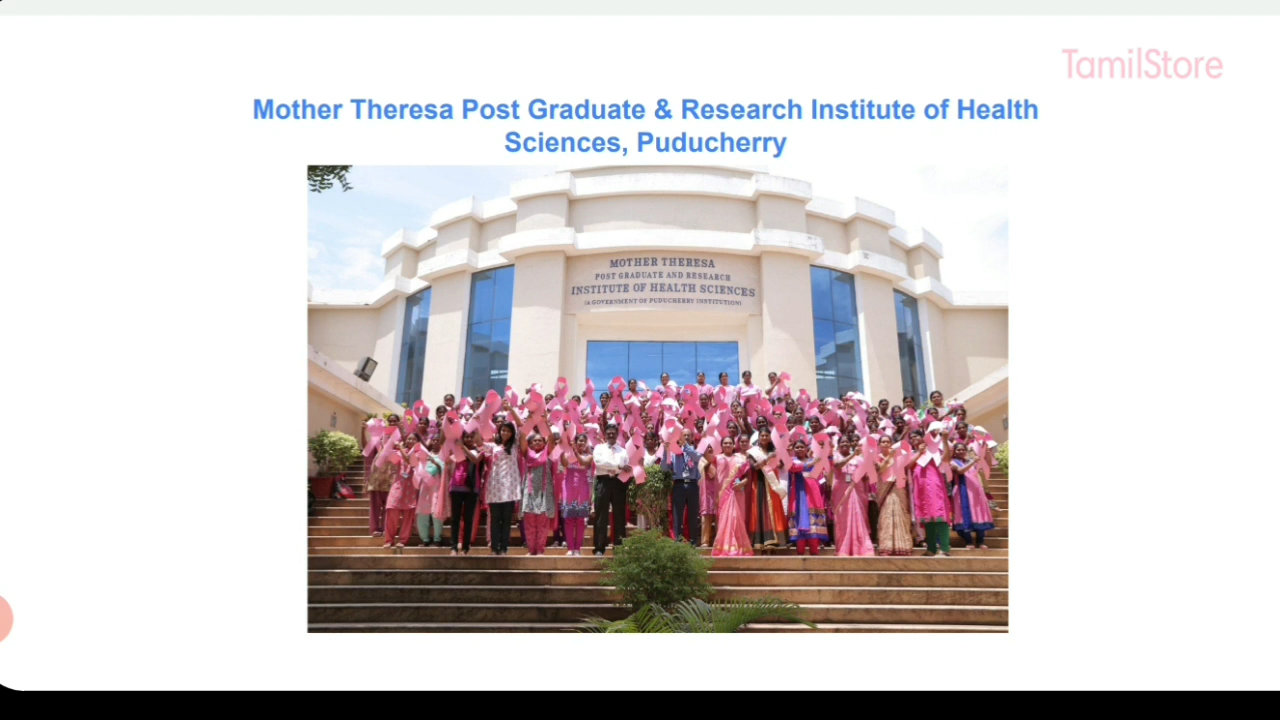 TamilStore
Mother Theresa Post Graduate & Research Institute of Health
Sciences, Puducherry
MOTHER THERESA
POST GRADUATE AND RESEARCH
INSTITUTE OF HEALTH SCIENCES
(A GOVERNMENT OF PUDUCHERRY INSTITUTION)